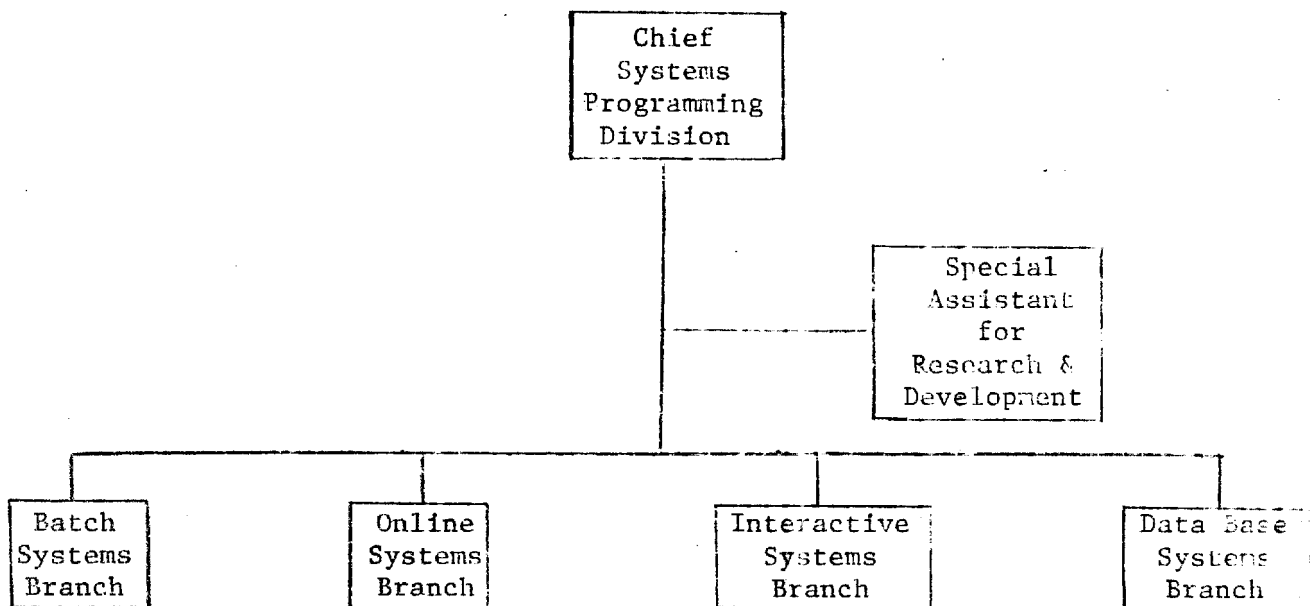 Chief
Systems
Programming
Division
Special
Assistant
for
Research &
Development
Batch
Systems
Branch
Online
Systems
Branch
Interactive
Systems
Branch
Data Base
Systems
Branch